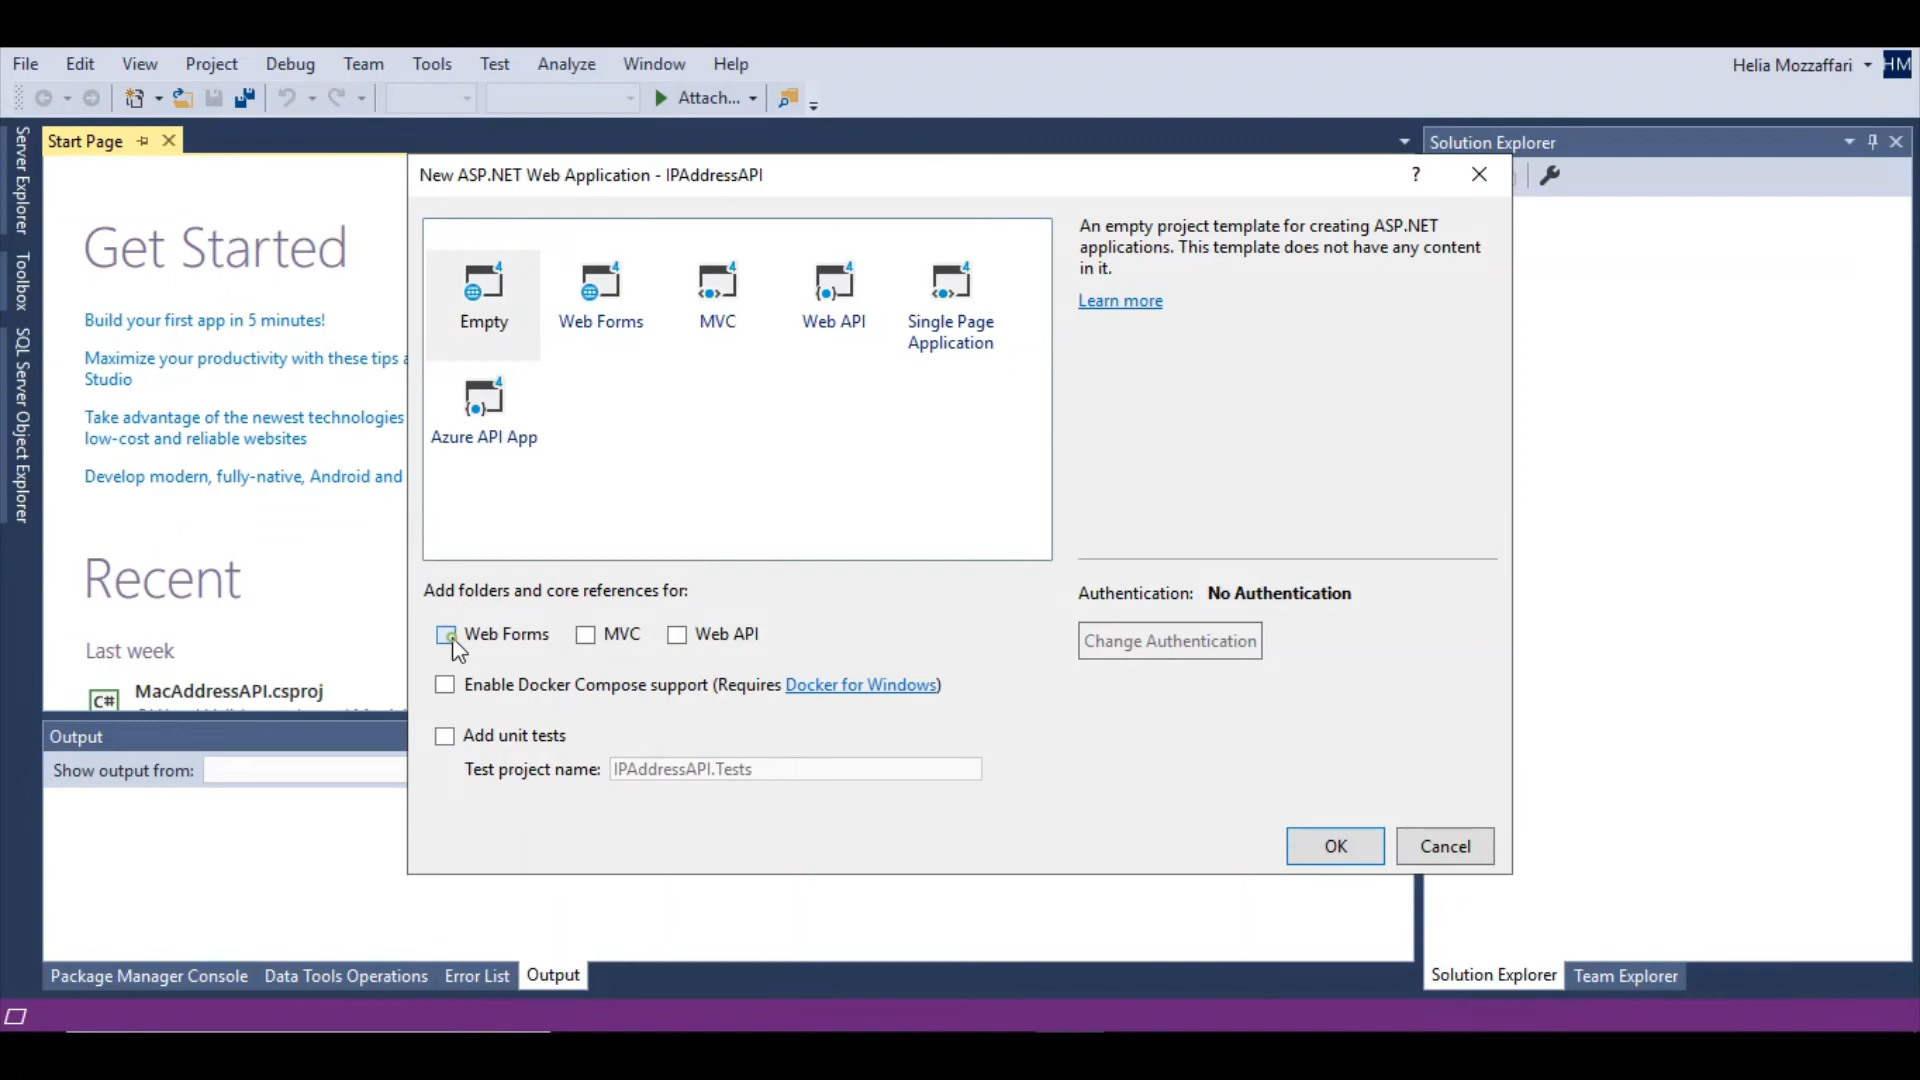 File Edit View Project Debug Team Tools Test Analyze Window Help
Helia Mozzaffari HM
Attach...
Server Explorer
Toolbox
SQL Server Object Explorer
Start Page
Get Started
Build your first app in 5 minutes!
Maximize your productivity with these tips
Studio
Take advantage of the newest technologies
low-cost and reliable websites
Develop modern, fully-native, Android and
Recent
Last week
C#
MacAddressAPI.csproj
New ASP.NET Web Application - IPAddressAPI
?
4
Empty
4
Web Forms
4
MVC
4
Web API
4
Single Page
Application
4
Azure API App
An empty project template for creating ASP.NET
applications. This template does not have any content
in it.
Learn more
Add folders and core references for:
Web Forms MVC Web API
Enable Docker Compose support (Requires Docker for Windows)
Add unit tests
Test project name: IPAddressAPI.Tests
Authentication: No Authentication
Change Authentication
OK Cancel
Output
Show output from:
Package Manager Console Data Tools Operations Error List Output
Solution Explorer
Solution Explorer Team Explorer